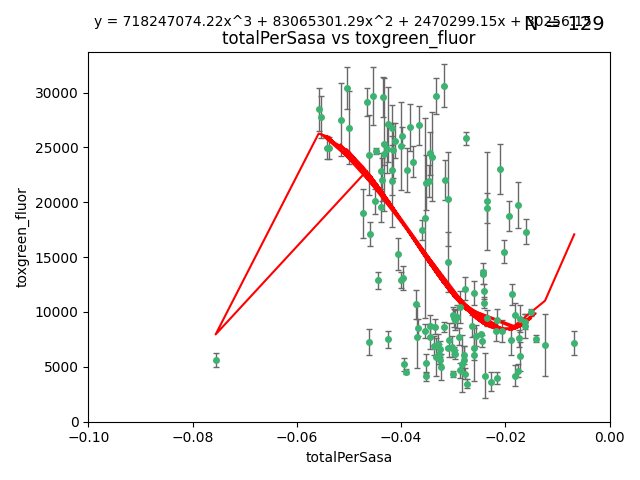 y = 718247074.22x^3 + 83065301.29x^2 + 2470299.15x +
N = 129
totalPerSasa vs toxgreen_fluor
30000
25000
20000
15000
10000
5000
0
toxgreen_fluor
−0.10 −0.08 −0.06 −0.04 −0.02 0.00
totalPerSasa